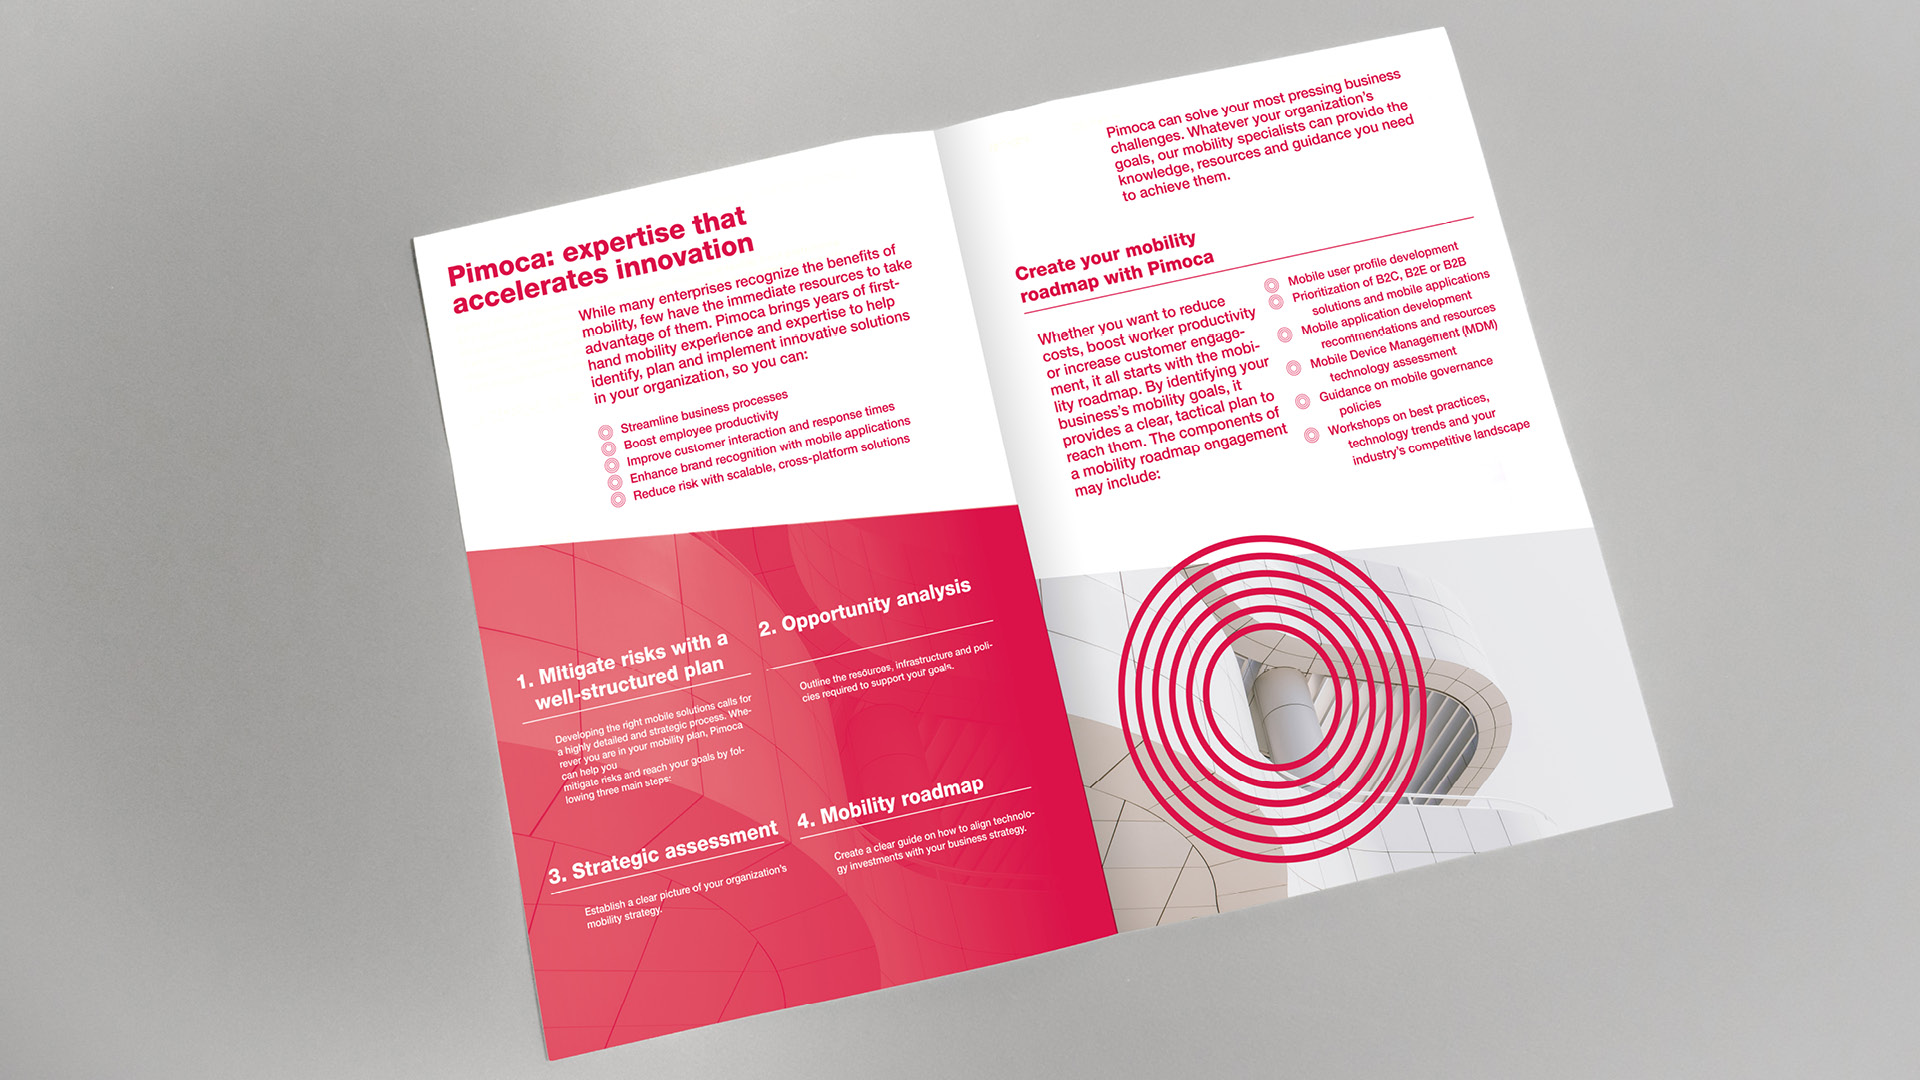 Pimoca: expertise that
accelerates innovation
While many enterprises recognize the benefits of
mobility, few have the immediate resources to take
advantage of them. Pimoca brings years of first-
hand mobility experience and expertise to help
identify, plan and implement innovative solutions
in your organization, so you can:
Streamline business processes
Boost employee productivity
Improve customer interaction and response times
Enhance brand recognition with mobile applications
Reduce risk with scalable, cross-platform solutions
1. Mitigate risks with a
well-structured plan
Developing the right mobile solutions calls for
a highly detailed and strategic process. Whe-
rever you are in your mobility plan, Pimoca
can help you
mitigate risks and reach your goals by fol-
lowing three main steps:
2. Opportunity analysis
Outline the resources, infrastructure and poli-
cies required to support your goals.
3. Strategic assessment
Establish a clear picture of your organization's
mobility strategy.
4. Mobility roadmap
Create a clear guide on how to align technolo-
gy investments with your business strategy.
Pimoca can solve your most pressing business
challenges. Whatever your organization's
goals, our mobility specialists can provide the
knowledge, resources and guidance you need
to achieve them.
Create your mobility
roadmap with Pimoca
Whether you want to reduce
costs, boost worker productivity
or increase customer engage-
ment, it all starts with the mobi-
lity roadmap. By identifying your
business's mobility goals, it
provides a clear, tactical plan to
reach them. The components of
a mobility roadmap engagement
may include:
Mobile user profile development
Prioritization of B2C, B2E or B2B
solutions and mobile applications
Mobile application development
recommendations and resources
Mobile Device Management (MDM)
technology assessment
Guidance on mobile governance
policies
Workshops on best practices,
technology trends and your
industry's competitive landscape